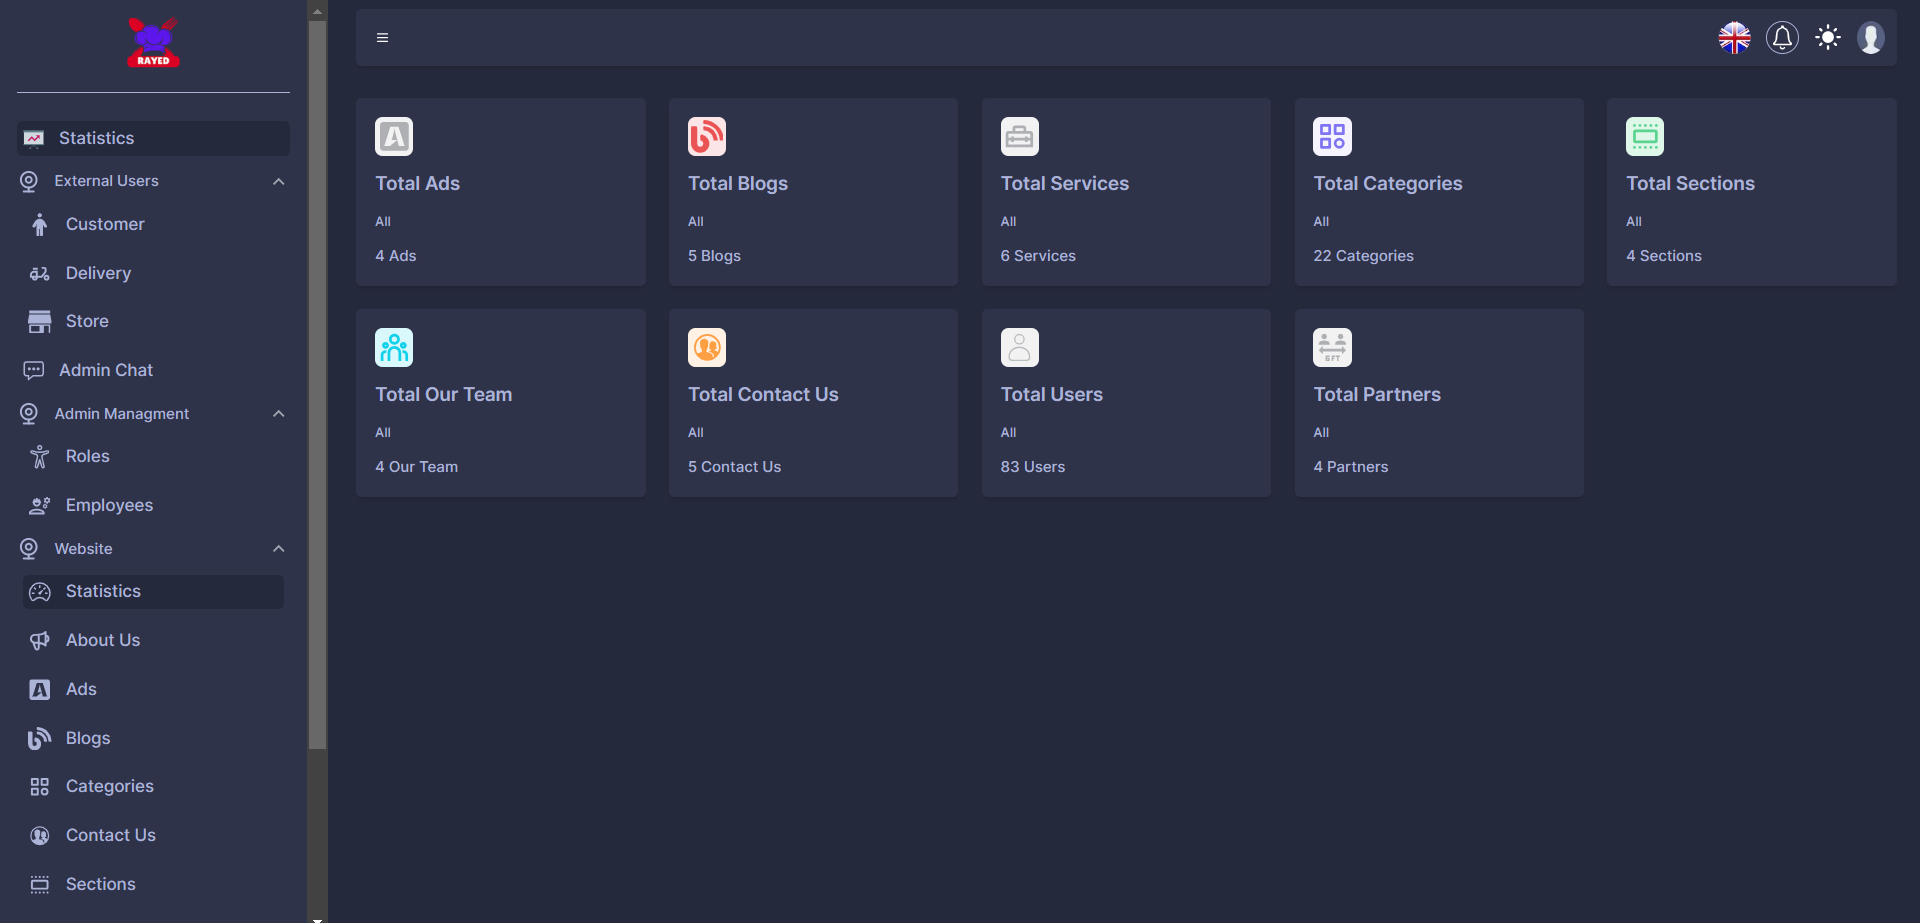 RAYED
Statistics
External Users
Customer
Delivery
Store
Admin Chat
Admin Managment
Roles
Employees
Website
Statistics
About Us
Ads
Blogs
Categories
Contact Us
Sections
Total Ads
All
4 Ads
Total Blogs
All
5 Blogs
Total Services
All
6 Services
Total Categories
All
22 Categories
Total Sections
All
4 Sections
Total Our Team
All
4 Our Team
Total Contact Us
All
5 Contact Us
Total Users
All
83 Users
6FT
Total Partners
All
4 Partners